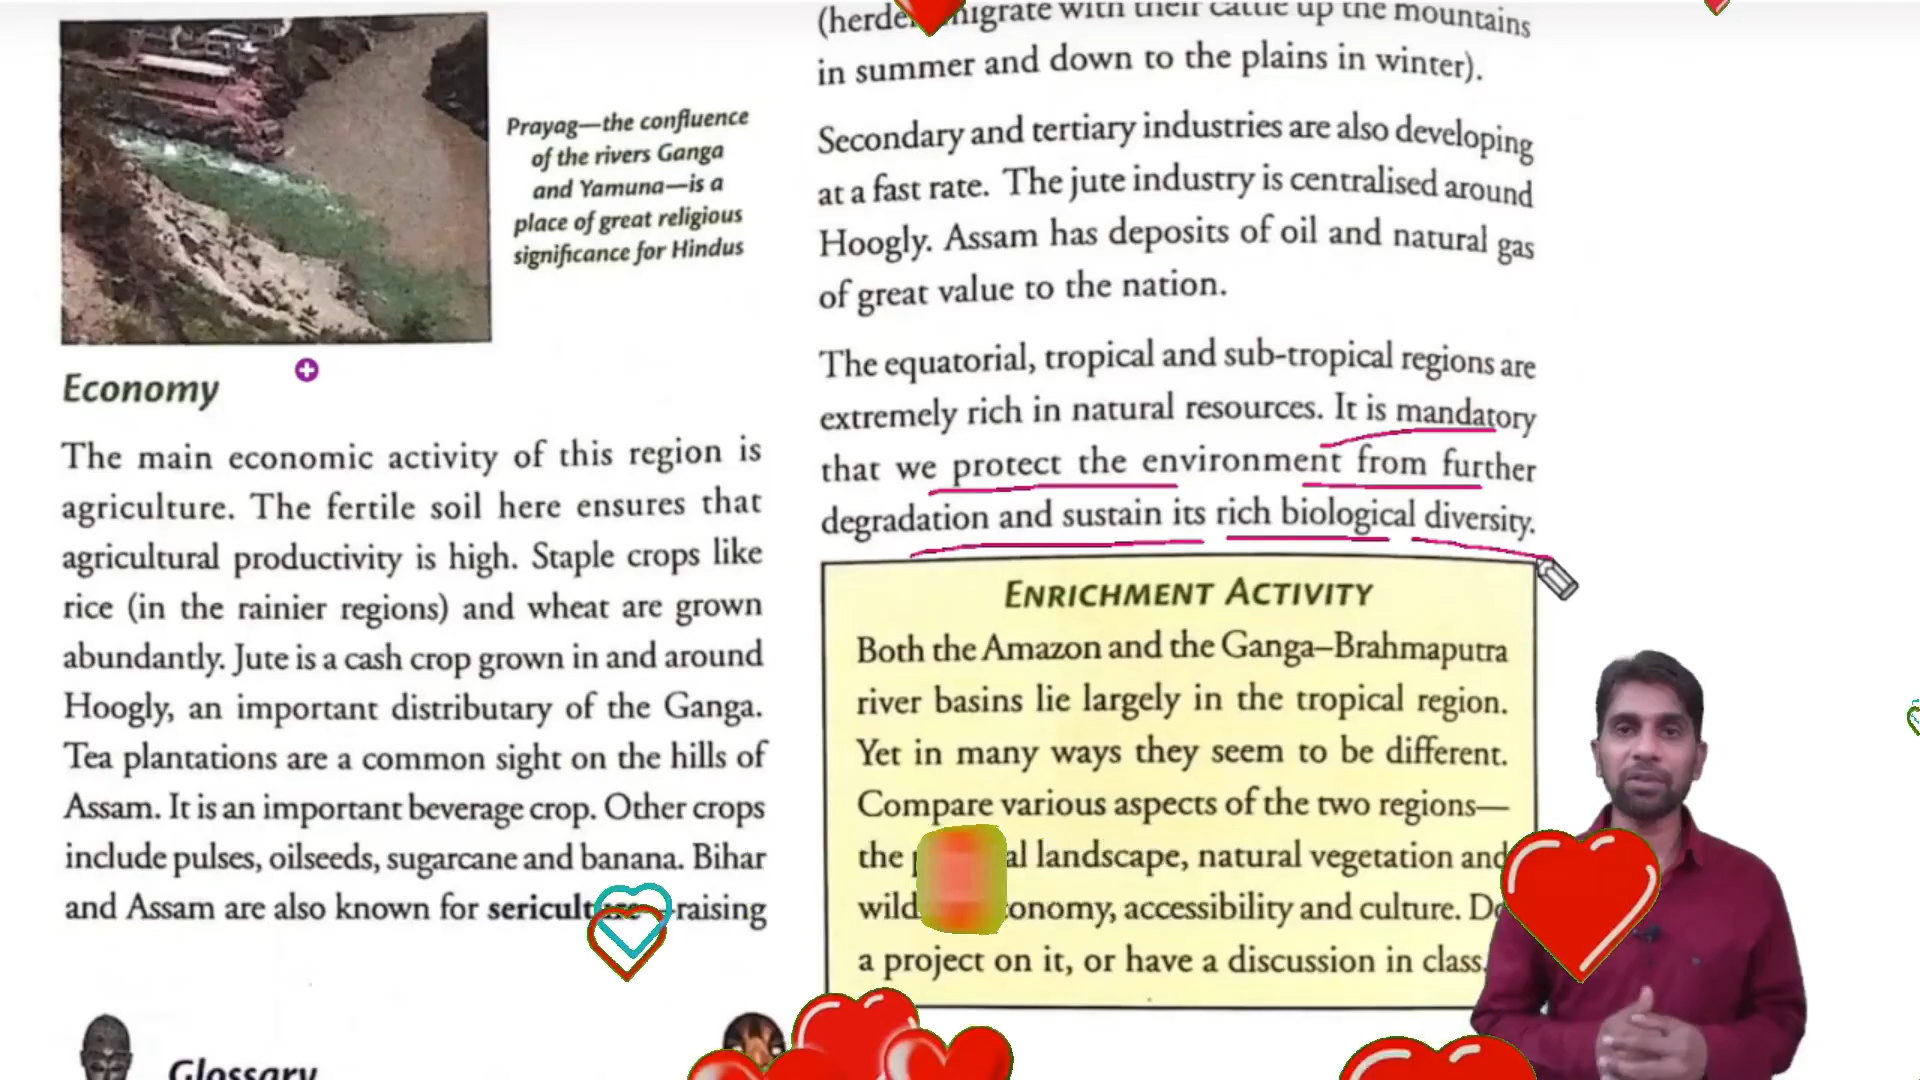 Prayag—the confluence
of the rivers Ganga
and Yamuna—is a
place of great religious
significance for Hindus
Economy
The main economic activity of this region is
agriculture. The fertile soil here ensures that
agricultural productivity is high. Staple crops like
rice (in the rainier regions) and wheat are grown
abundantly. Jute is a cash crop grown in and around
Hoogly, an important distributary of the Ganga.
Tea plantations are a common sight on the hills of
Assam. It is an important beverage crop. Other crops
include pulses, oilseeds, sugarcane and banana. Bihar
and Assam are also known for raising
Glossary
migrate with their cattle up the mountains
in summer and down to the plains in winter).
Secondary and tertiary industries are also developing
at a fast rate. The jute industry is centralised around
Hoogly. Assam has deposits of oil and natural gas
of great value to the nation.
The equatorial, tropical and sub-tropical regions are
extremely rich in natural resources. It is mandatory
that we protect the environment from further
degradation and sustain its rich biological diversity.
ENRICHMENT ACTIVITY
Both the Amazon and the Ganga–Brahmaputra
river basins lie largely in the tropical region.
Yet in many ways they seem to be different.
Compare various aspects of the two regions—
the landscape, natural vegetation and
accessibility and culture.
a project on it, or have a discussion in class.